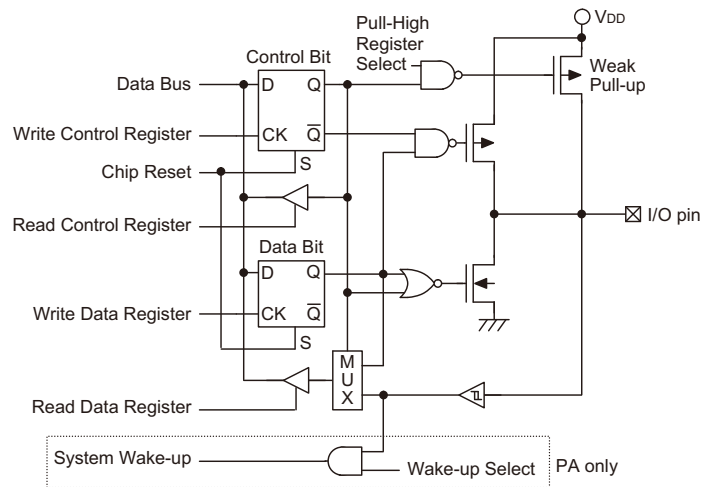 VDD
Pull-High
Register
Select
Weak
Pull-up
Control Bit
Data Bus
D
Q
Write Control Register
CK
Q
Chip Reset
S
I/O pin
Read Control Register
Data Bit
D
Q
Write Data Register
CK
Q
S
M
U
X
Read Data Register
System Wake-up
Wake-up Select
PA only